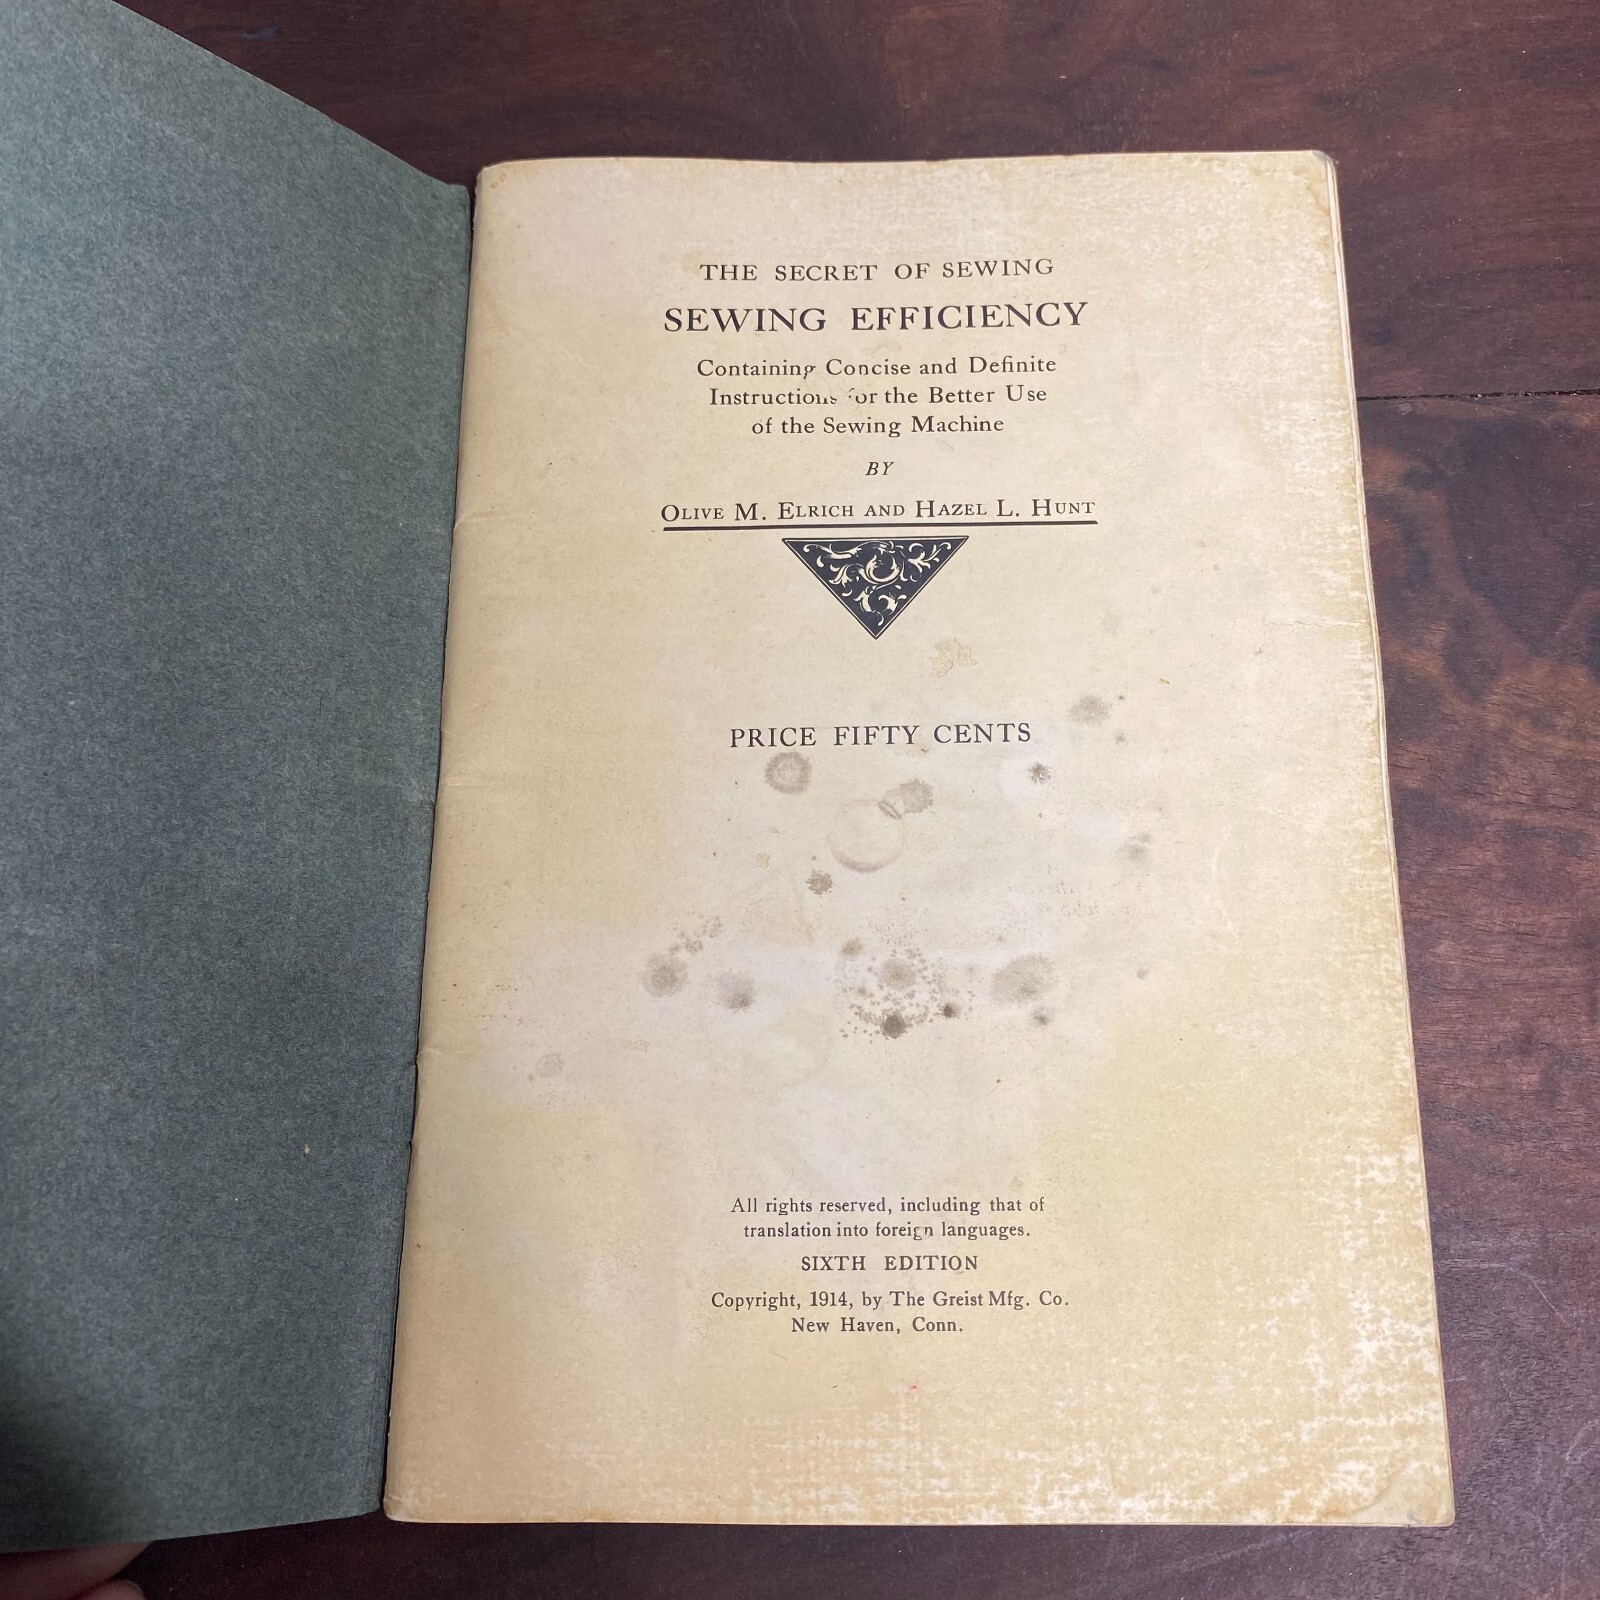 THE SECRET OF SEWING
SEWING EFFICIENCY
Containing Concise and Definite
Instructions for the Better Use
of the Sewing Machine
BY
OLIVE M. ELRICH AND HAZEL L. HUNT
PRICE FIFTY CENTS
All rights reserved, including that of
translation into foreign languages.
SIXTH EDITION
Copyright, 1914, by The Greist Mfg. Co.
New Haven, Conn.